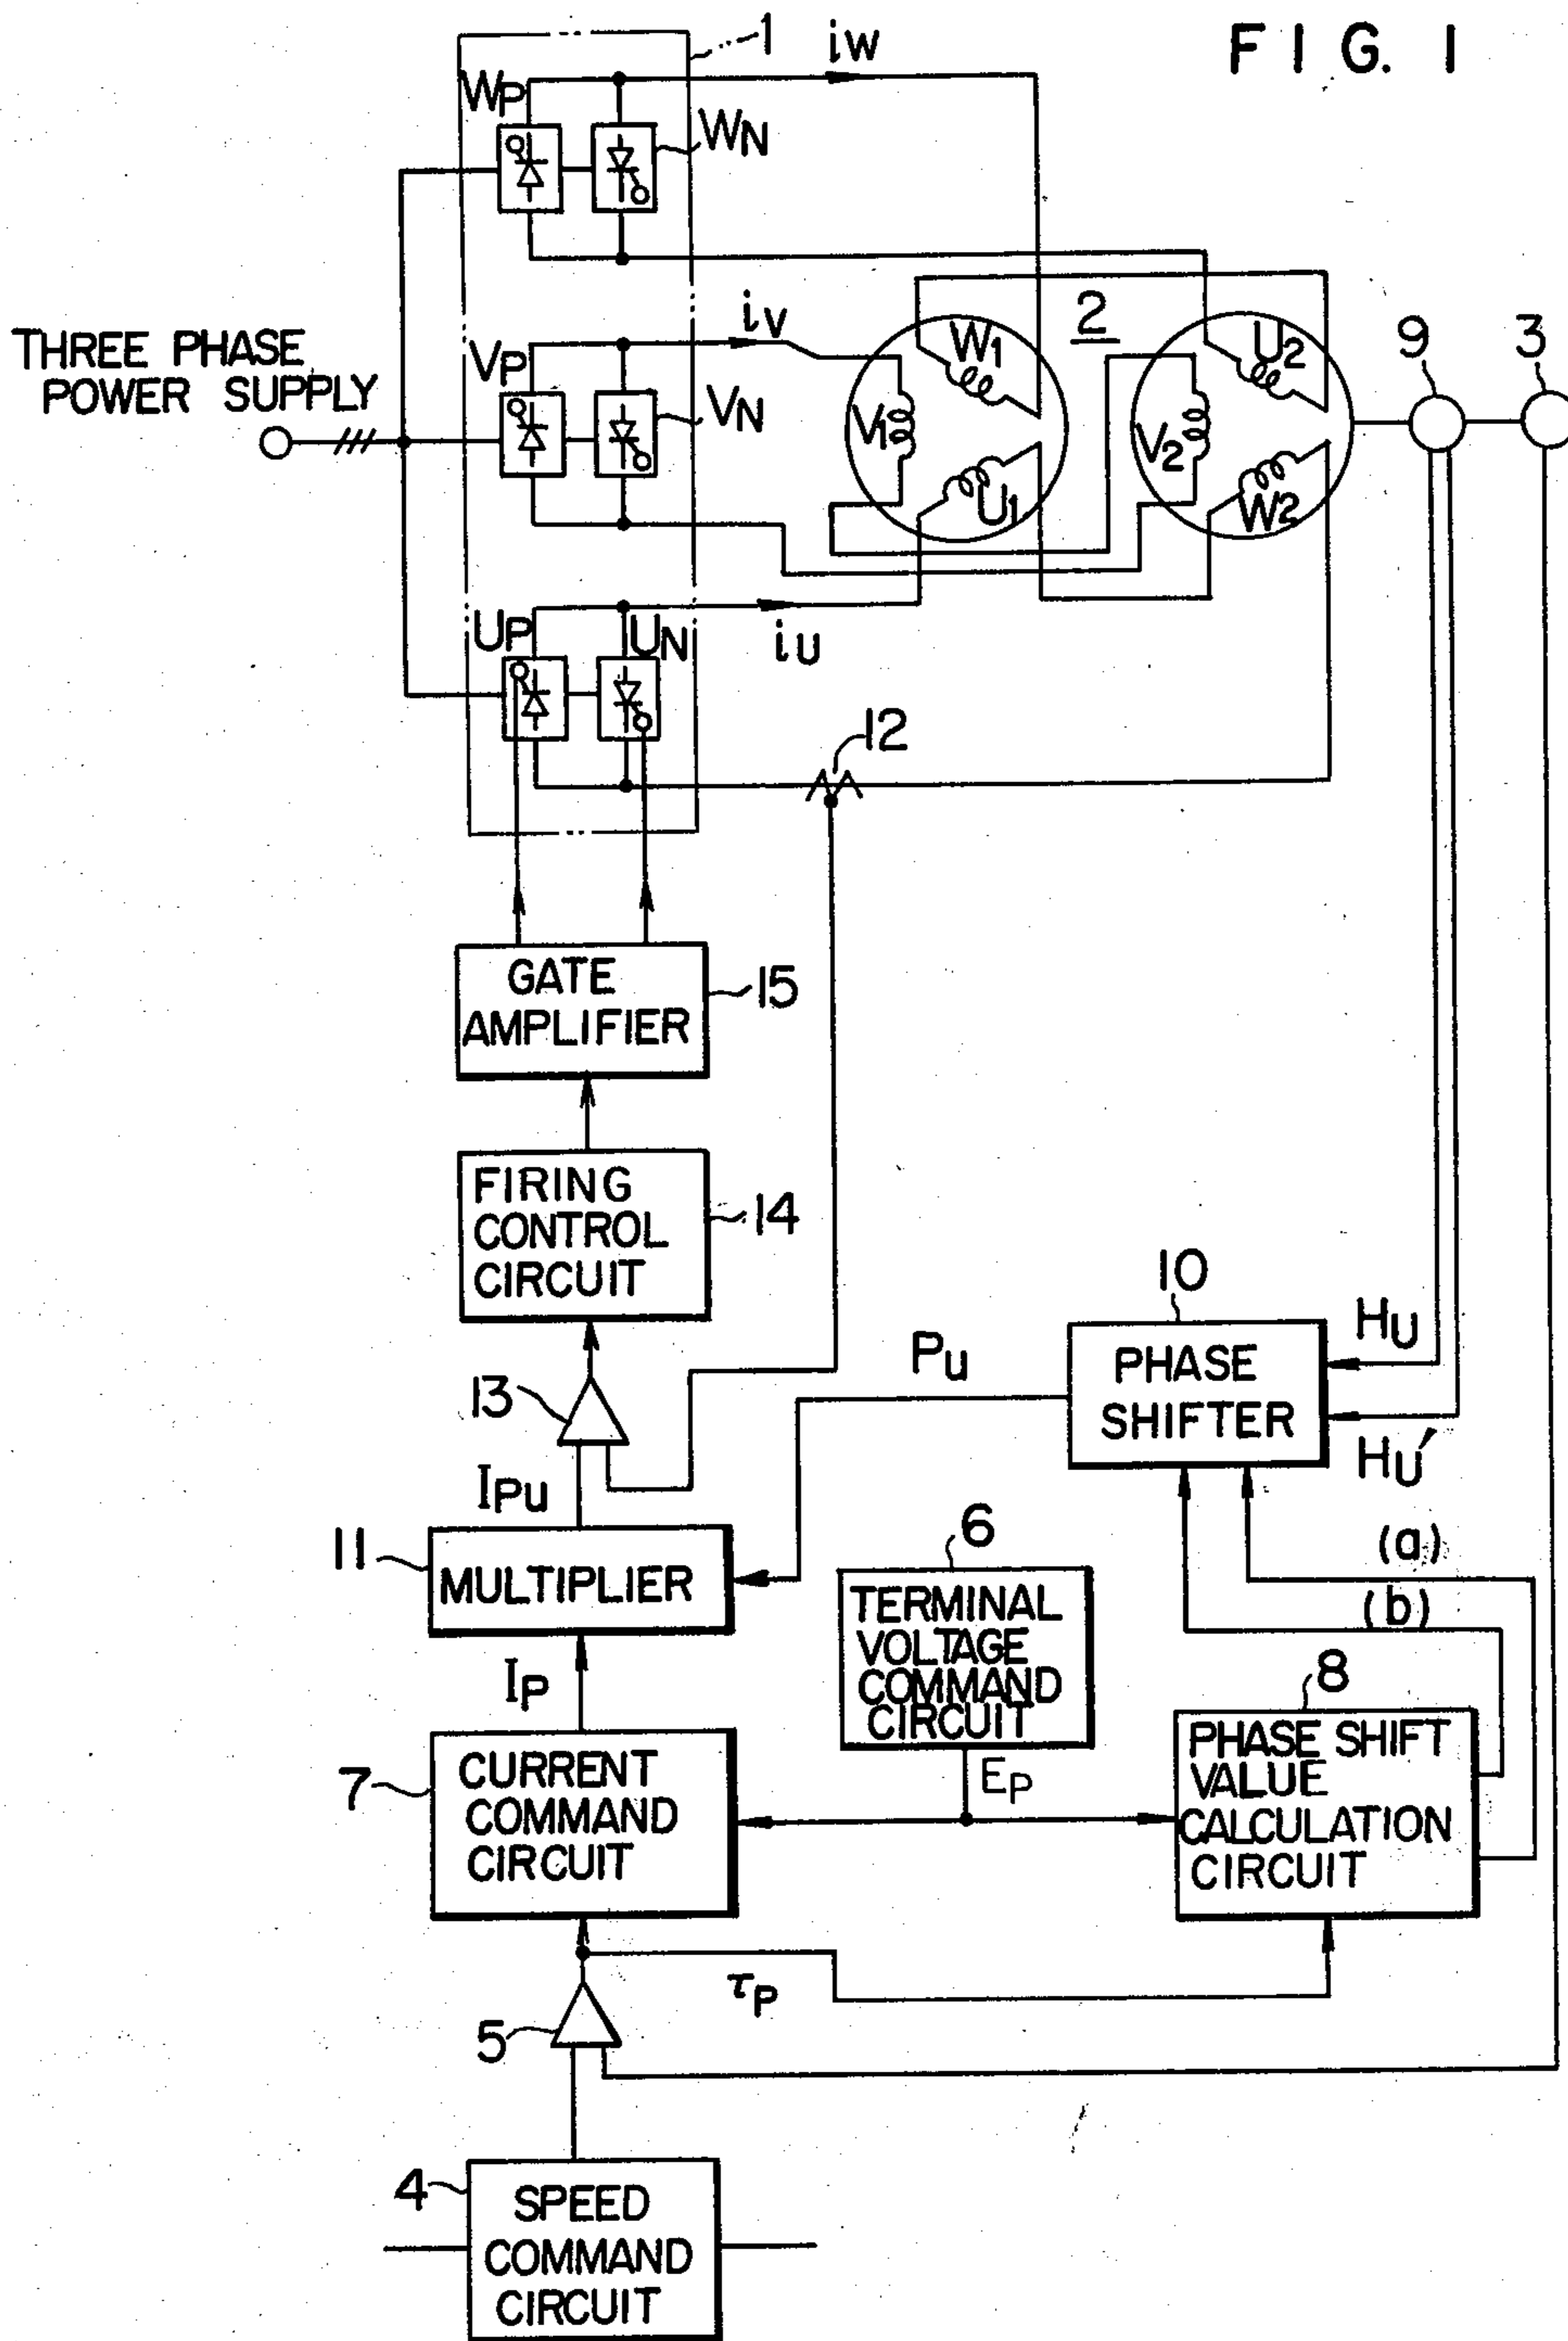 FIG. 1
1
iW
WP
WN
THREE PHASE
POWER SUPPLY
iV
VP
VN
W1
2
V1
U1
U2
V2
W2
9
3
UP
UN
iU
12
GATE
AMPLIFIER
15
FIRING
CONTROL
CIRCUIT
14
10
PHASE
SHIFTER
HU
HU'
Pu
13
IPu
11
MULTIPLIER
6
TERMINAL
VOLTAGE
COMMAND
CIRCUIT
(a)
(b)
IP
EP
8
PHASE SHIFT
VALUE
CALCULATION
CIRCUIT
7
CURRENT
COMMAND
CIRCUIT
τP
5
4
SPEED
COMMAND
CIRCUIT